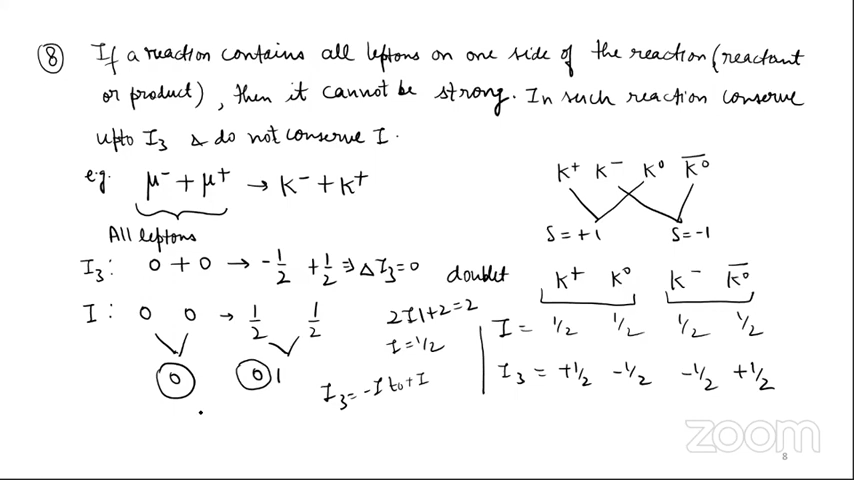 ⑧ If a reaction contains all leptons on one side of the reaction (reactant
or product), then it cannot be strong. In such reaction conserve
upto I₃ & do not conserve I.
e.g. μ⁻ + μ⁺ → K⁻ + K⁺
All leptons
I₃: 0 + 0 → -1/2 + 1/2 ⇒ ΔI₃ = 0
I : 0 0 → 1/2 1/2
0 0 1
2I+1 = 2
I = 1/2
I₃ = -I to + I
K⁺ K⁻ K⁰ K̅⁰
S = +1 S = -1
doublet K⁺ K⁰ K⁻ K̅⁰
I = 1/2 1/2 1/2 1/2
I₃ = +1/2 -1/2 -1/2 +1/2
zoom
8